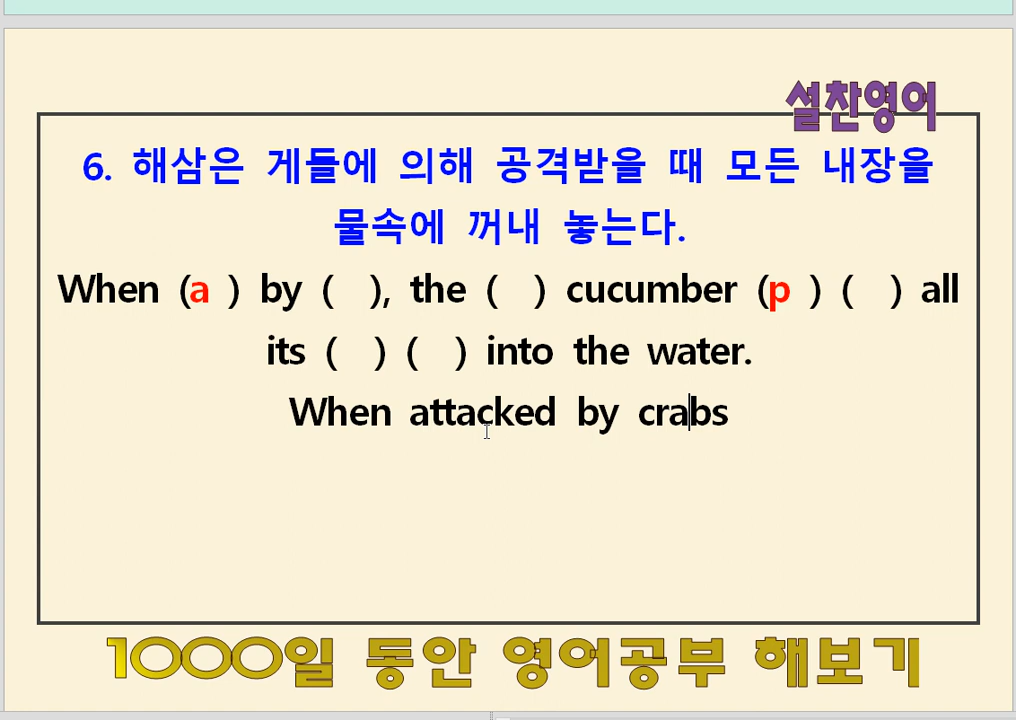 설찬영어
6. 해삼은 게들에 의해 공격받을 때 모든 내장을
물속에 꺼내 놓는다.
When (a ) by ( ), the ( ) cucumber (p ) ( ) all
its ( ) ( ) into the water.
When attacked by crabs
1000일 동안 영어공부 해보기